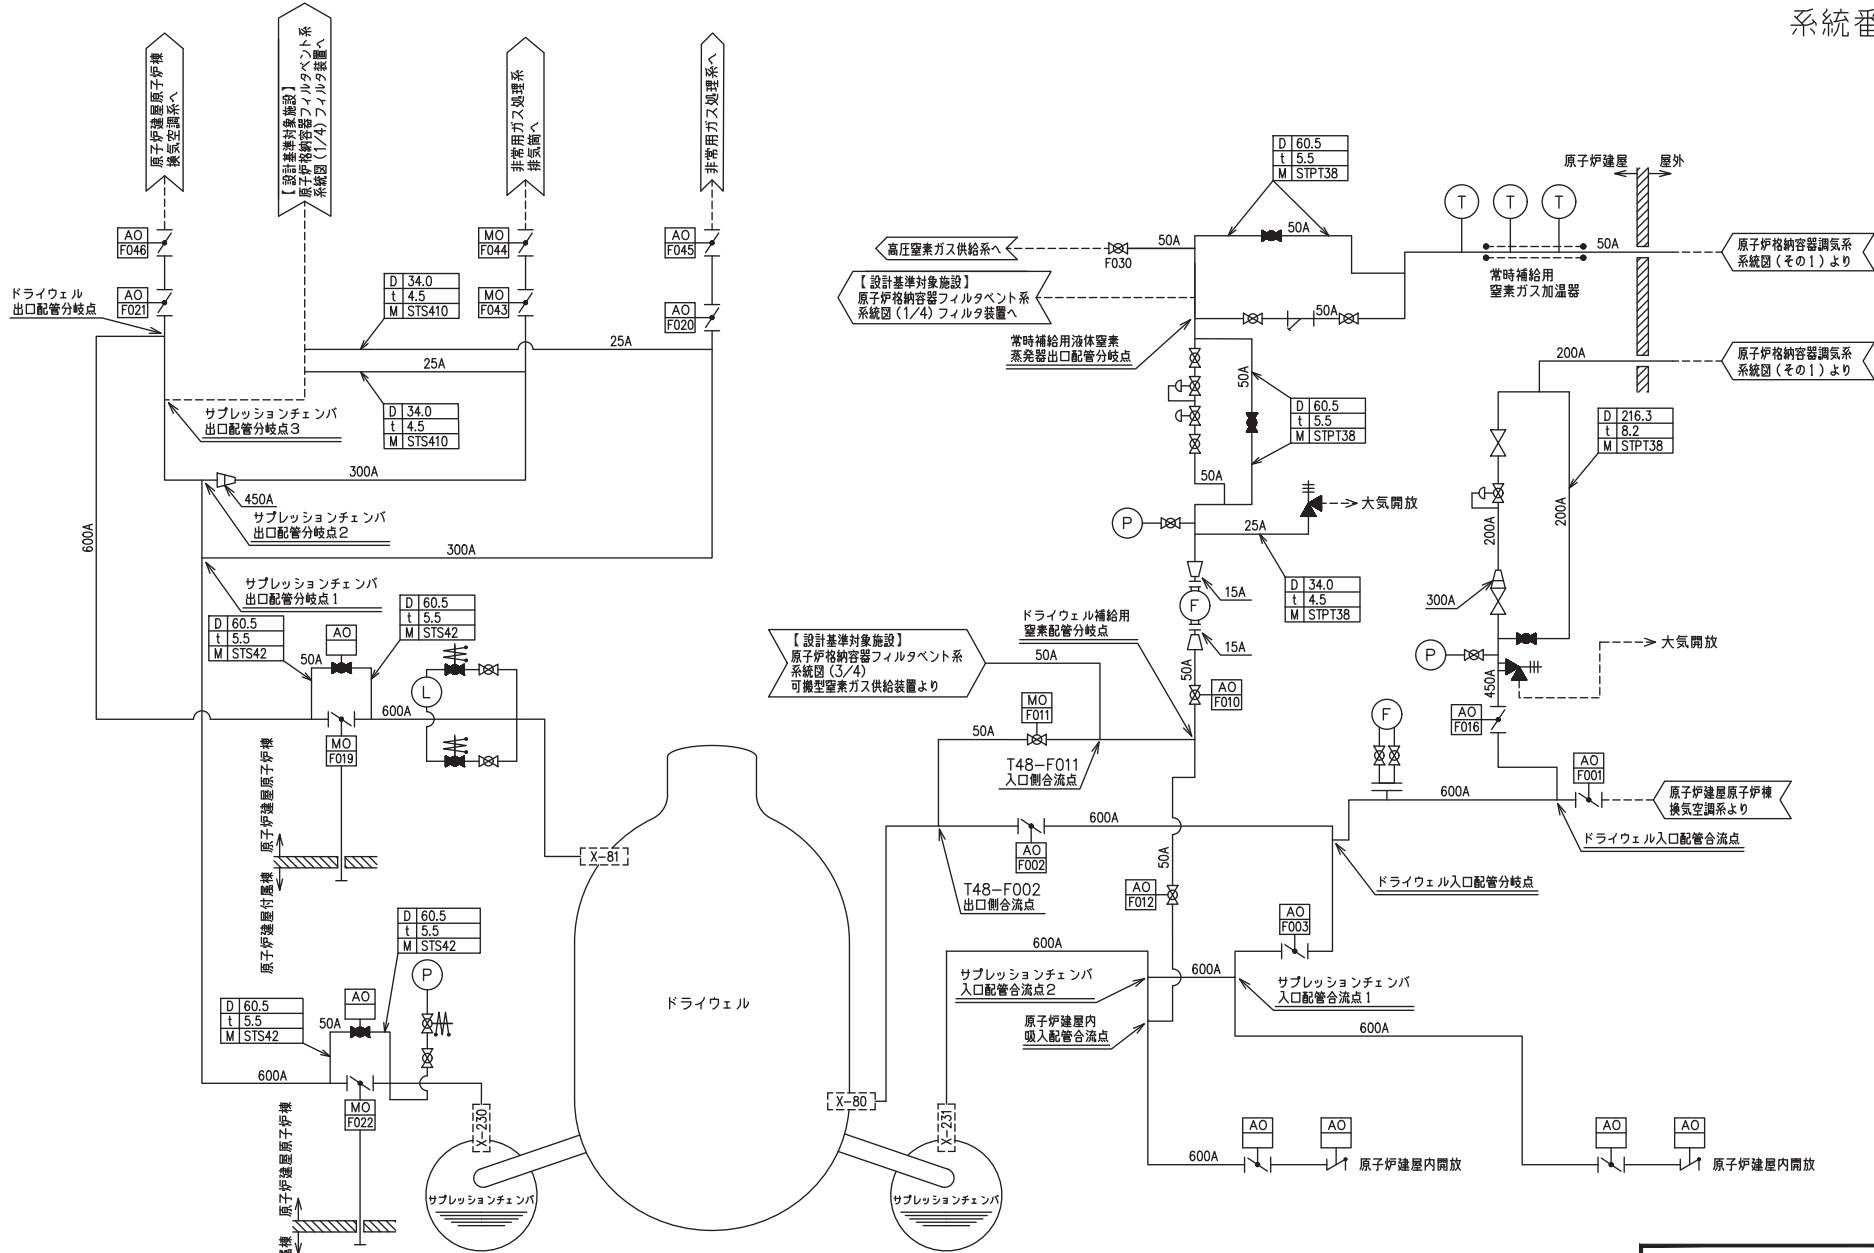 系統番
原子炉建屋原子炉棟
換気空調系へ
【設計基準対象施設】
原子炉格納容器フィルタベント系
系統図(1/4)フィルタ装置へ
非常用ガス処理系
排気筒へ
非常用ガス処理系へ
AO
F046
MO
F044
AO
F045
AO
F021
MO
F043
AO
F020
ドライウェル
出口配管分岐点
D 34.0
t 4.5
M STS410
25A
25A
D 34.0
t 4.5
M STS410
サプレッションチェンバ
出口配管分岐点3
300A
450A
サプレッションチェンバ
出口配管分岐点2
600A
300A
サプレッションチェンバ
出口配管分岐点1
D 60.5
t 5.5
M STS42
AO
50A
D 60.5
t 5.5
M STS42
L
600A
MO
F019
原子炉建屋原子炉棟
原子炉建屋付属棟
X-81
D 60.5
t 5.5
M STS42
P
D 60.5
t 5.5
M STS42
AO
50A
600A
MO
F022
原子炉建屋原子炉棟
属棟
X-230
サプレッションチェンバ
ドライウェル
X-80
X-231
サプレッションチェンバ
D 60.5
t 5.5
M STPT38
原子炉建屋
屋外
T
T
T
高圧窒素ガス供給系へ
F030
50A
50A
50A
常時補給用
窒素ガス加温器
原子炉格納容器調気系
系統図(その1)より
【設計基準対象施設】
原子炉格納容器フィルタベント系
系統図(1/4)フィルタ装置へ
50A
常時補給用液体窒素
蒸発器出口配管分岐点
200A
原子炉格納容器調気系
系統図(その1)より
50A
D 60.5
t 5.5
M STPT38
D 216.3
t 8.2
M STPT38
50A
P
25A
大気開放
200A
200A
15A
F
15A
D 34.0
t 4.5
M STPT38
300A
ドライウェル補給用
窒素配管分岐点
【設計基準対象施設】
原子炉格納容器フィルタベント系
系統図(3/4)
可搬型窒素ガス供給装置より
50A
50A
AO
F010
P
大気開放
450A
MO
F011
50A
T48-F011
入口側合流点
F
AO
F016
AO
F001
600A
原子炉建屋原子炉棟
換気空調系より
ドライウェル入口配管合流点
600A
AO
F002
50A
T48-F002
出口側合流点
AO
F012
ドライウェル入口配管分岐点
AO
F003
600A
サプレッションチェンバ
入口配管合流点2
600A
サプレッションチェンバ
入口配管合流点1
原子炉建屋内
吸入配管合流点
600A
AO
AO
600A
原子炉建屋内開放
AO
AO
原子炉建屋内開放